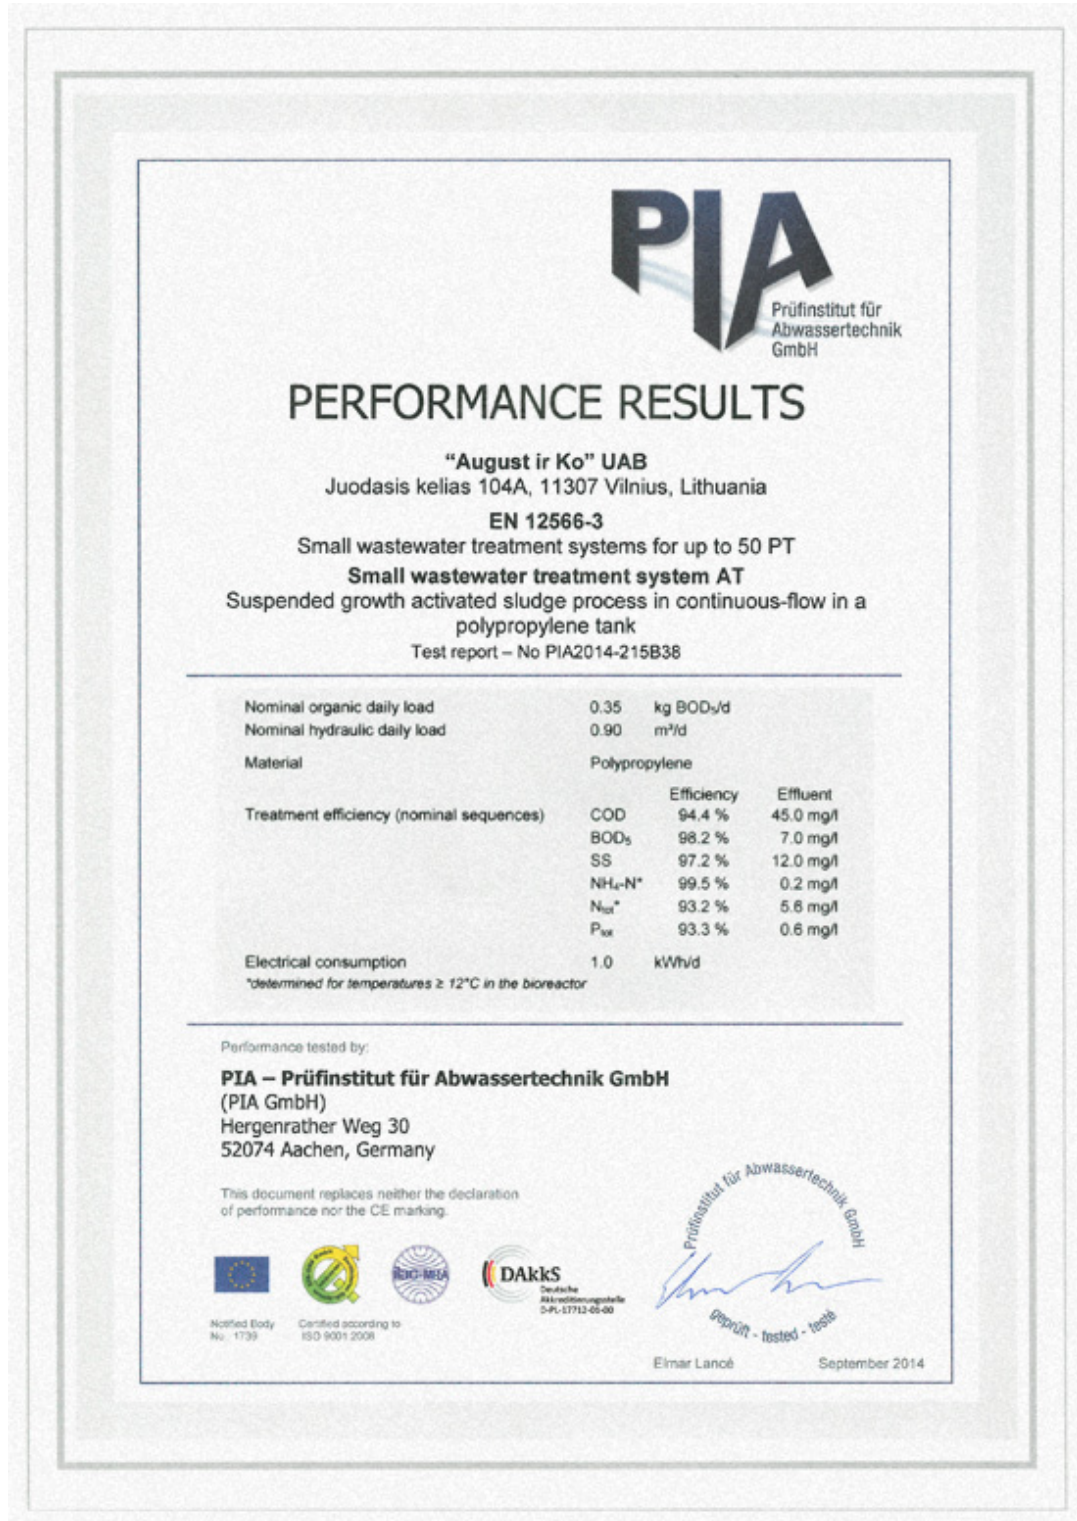 PIA
Prüfinstitut für
Abwassertechnik
GmbH
PERFORMANCE RESULTS
“August ir Ko” UAB
Juodasis kelias 104A, 11307 Vilnius, Lithuania
EN 12566-3
Small wastewater treatment systems for up to 50 PT
Small wastewater treatment system AT
Suspended growth activated sludge process in continuous-flow in a
polypropylene tank
Test report – No PIA2014-215B38
Nominal organic daily load 0.35 kg BOD₅/d
Nominal hydraulic daily load 0.90 m³/d
Material Polypropylene
Efficiency Effluent
Treatment efficiency (nominal sequences) COD 94.4 % 45.0 mg/l
BOD₅ 98.2 % 7.0 mg/l
SS 97.2 % 12.0 mg/l
NH₄-N* 99.5 % 0.2 mg/l
Ntot* 93.2 % 5.6 mg/l
Ptot 93.3 % 0.6 mg/l
Electrical consumption 1.0 kWh/d
*determined for temperatures ≥ 12°C in the bioreactor
Performance tested by:
PIA – Prüfinstitut für Abwassertechnik GmbH
(PIA GmbH)
Hergenrather Weg 30
52074 Aachen, Germany
This document replaces neither the declaration
of performance nor the CE marking.
Prüfinstitut für Abwassertechnik GmbH
geprüft - tested - testé
ilac-MRA
DAkkS
Deutsche
Akkreditierungsstelle
D-PL-17712-01-00
Notified Body
No.: 1739
Certified according to
ISO 9001:2008
Elmar Lancé September 2014